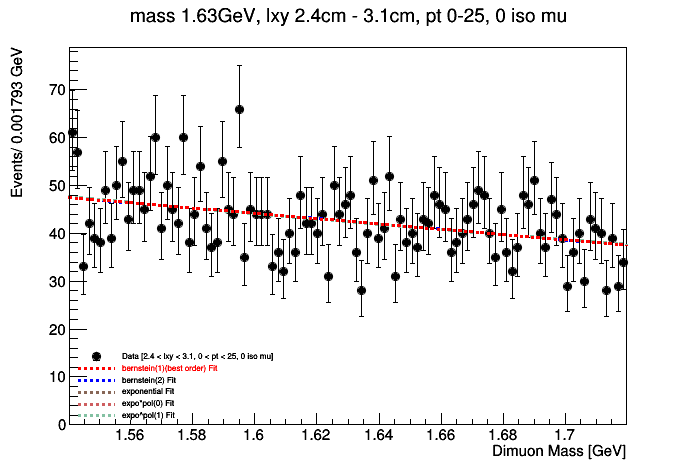 mass 1.63GeV, lxy 2.4cm - 3.1cm, pt 0-25, 0 iso mu
Events/ 0.001793 GeV
70
60
50
40
30
20
10
0
Data [2.4 < lxy < 3.1, 0 < pt < 25, 0 iso mu]
bernstein(1)(best order) Fit
bernstein(2) Fit
exponential Fit
expo*pol(0) Fit
expo*pol(1) Fit
1.56 1.58 1.6 1.62 1.64 1.66 1.68 1.7
Dimuon Mass [GeV]